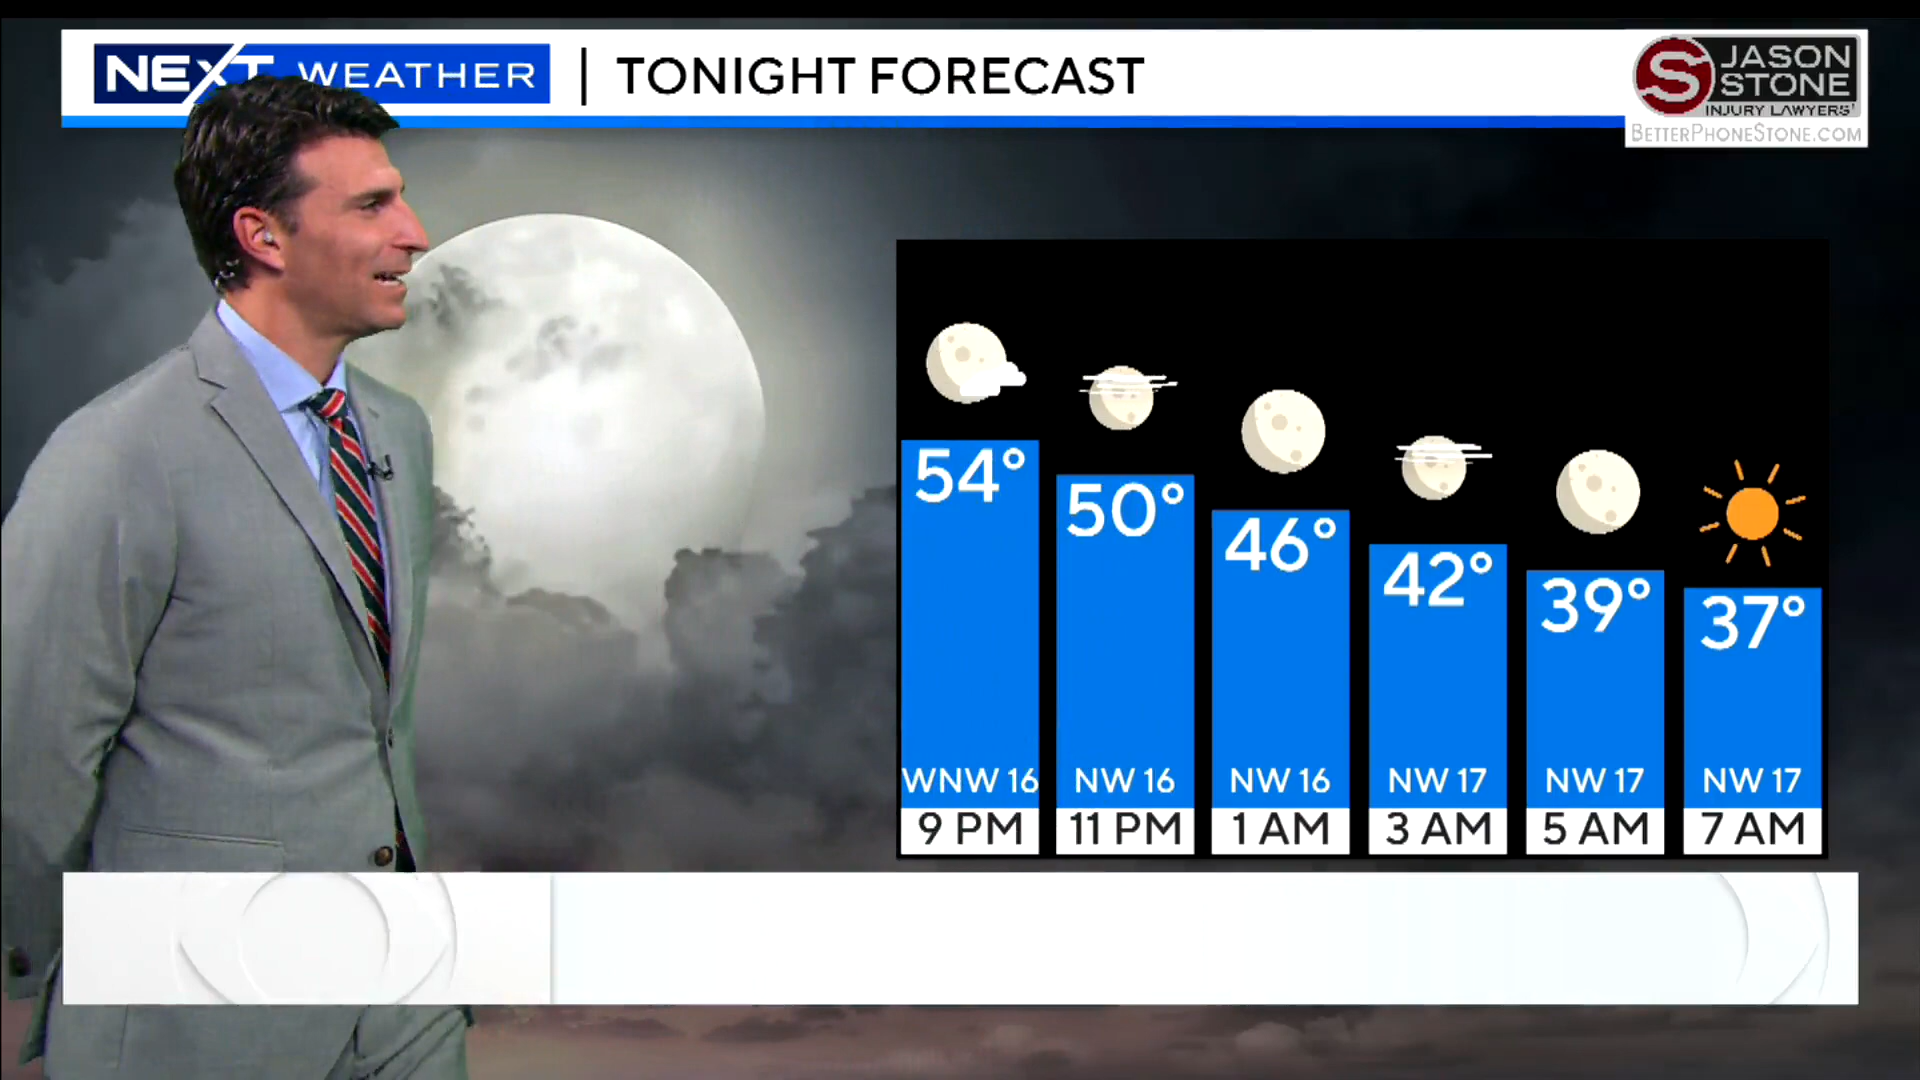 NEXT WEATHER | TONIGHT FORECAST
S JASON
STONE
INJURY LAWYERS
BETTERPHONESTONE.COM
54° 50° 46° 42° 39° 37°
WNW 16 NW 16 NW 16 NW 17 NW 17 NW 17
9 PM 11 PM 1 AM 3 AM 5 AM 7 AM